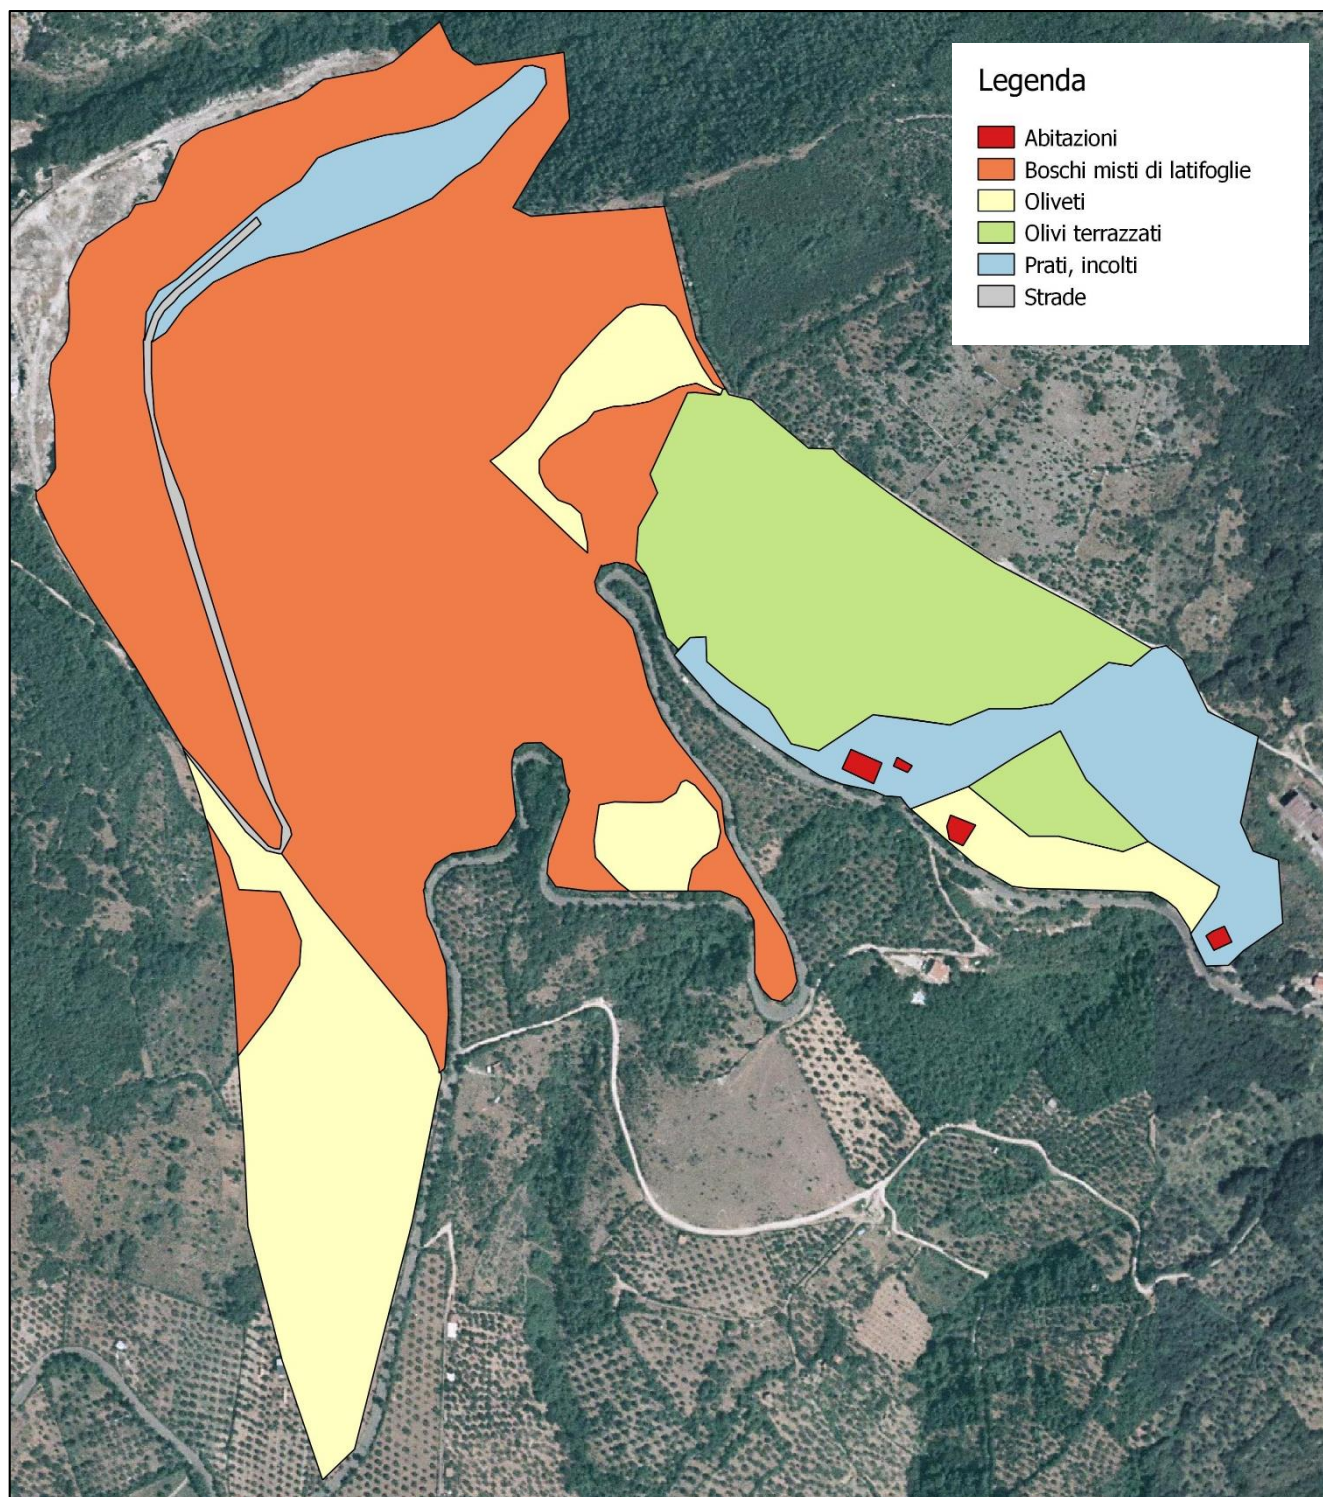 Legenda
Abitazioni
Boschi misti di latifoglie
Oliveti
Olivi terrazzati
Prati, incolti
Strade